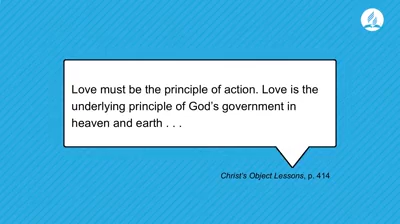 Love must be the principle of action. Love is the
underlying principle of God’s government in
heaven and earth . . .
Christ’s Object Lessons, p. 414